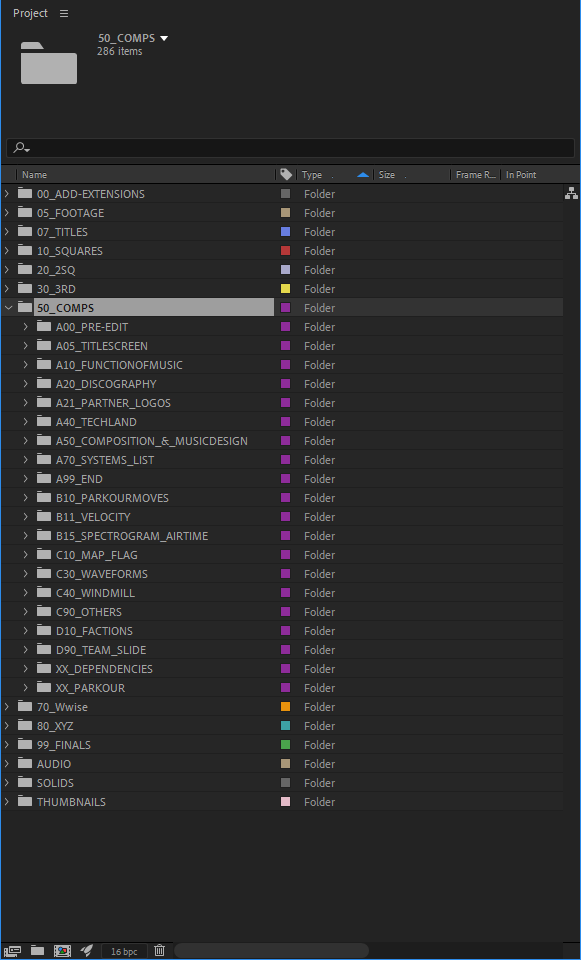 Project
50_COMPS
286 items
Name Type Size Frame R... In Point
00_ADD-EXTENSIONS Folder
05_FOOTAGE Folder
07_TITLES Folder
10_SQUARES Folder
20_2SQ Folder
30_3RD Folder
50_COMPS Folder
A00_PRE-EDIT Folder
A05_TITLESCREEN Folder
A10_FUNCTIONOFMUSIC Folder
A20_DISCOGRAPHY Folder
A21_PARTNER_LOGOS Folder
A40_TECHLAND Folder
A50_COMPOSITION_&_MUSICDESIGN Folder
A70_SYSTEMS_LIST Folder
A99_END Folder
B10_PARKOURMOVES Folder
B11_VELOCITY Folder
B15_SPECTROGRAM_AIRTIME Folder
C10_MAP_FLAG Folder
C30_WAVEFORMS Folder
C40_WINDMILL Folder
C90_OTHERS Folder
D10_FACTIONS Folder
D90_TEAM_SLIDE Folder
XX_DEPENDENCIES Folder
XX_PARKOUR Folder
70_Wwise Folder
80_XYZ Folder
99_FINALS Folder
AUDIO Folder
SOLIDS Folder
THUMBNAILS Folder
16 bpc